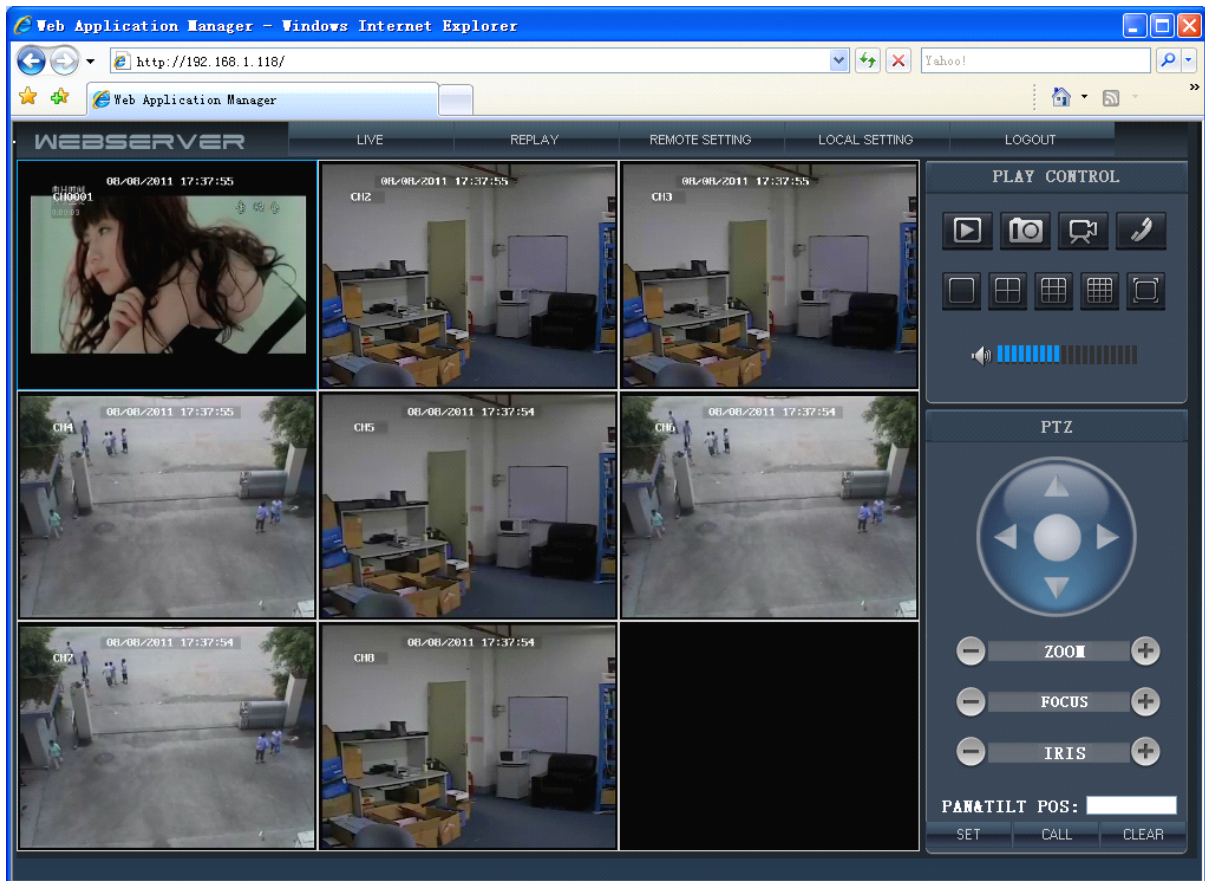 Web Application Manager - Windows Internet Explorer
http://192.168.1.118/
Yahoo!
Web Application Manager
»
WEBSERVER
LIVE
REPLAY
REMOTE SETTING
LOCAL SETTING
LOGOUT
08/08/2011 17:37:55
CH0001
08/08/2011 17:37:55
CH2
08/08/2011 17:37:55
CH3
PLAY CONTROL
08/08/2011 17:37:55
CH4
08/08/2011 17:37:54
CH5
08/08/2011 17:37:54
CH6
PTZ
08/08/2011 17:37:54
CH7
08/08/2011 17:37:54
CH8
ZOOM
FOCUS
IRIS
PAN&TILT POS:
SET
CALL
CLEAR